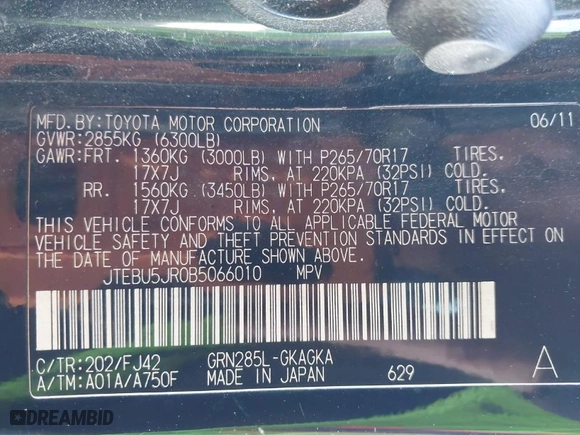 MFD.BY:TOYOTA MOTOR CORPORATION 06/11
GVWR:2855KG (6300LB)
GAWR:FRT. 1360KG (3000LB) WITH P265/70R17 TIRES.
17X7J RIMS, AT 220KPA (32PSI) COLD.
RR. 1560KG (3450LB) WITH P265/70R17 TIRES.
17X7J RIMS, AT 220KPA (32PSI) COLD.
THIS VEHICLE CONFORMS TO ALL APPLICABLE FEDERAL MOTOR
VEHICLE SAFETY AND THEFT PREVENTION STANDARDS IN EFFECT ON
THE DATE OF MANUFACTURE SHOWN ABOVE.
JTEBU5JR0B5066010 MPV
C/TR:202/FJ42 GRN285L-GKAGKA A
A/TM:A01A/A750F MADE IN JAPAN 629
DREAMBID